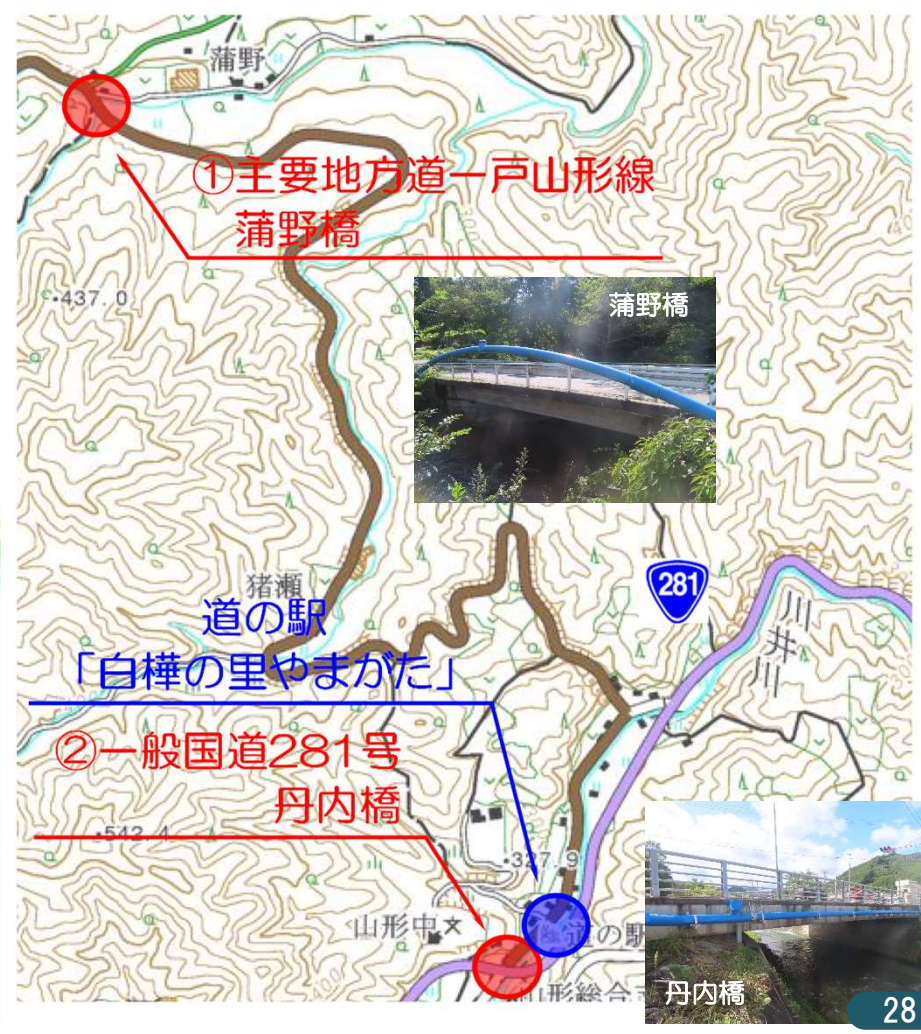 蒲野
①主要地方道一戸山形線
蒲野橋
・437.0
蒲野橋
猪瀬
281
川井川
道の駅
「白樺の里やまがた」
②一般国道281号
丹内橋
・542.4
・327.9
山形中
道の駅
山形総合
丹内橋
28